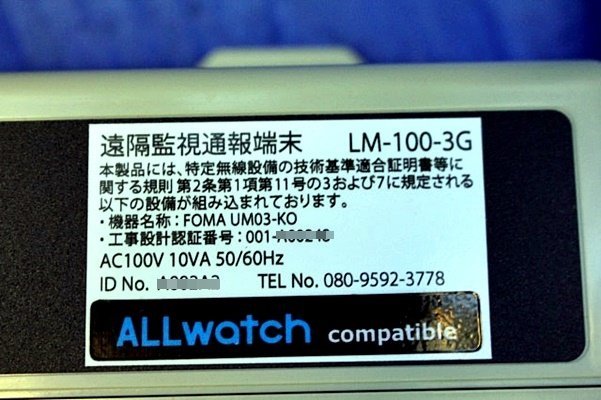 遠隔監視通報端末 LM-100-3G
本製品には、特定無線設備の技術基準適合証明書等に
関する規則 第2条第1項第11号の3および7に規定される
以下の設備が組み込まれております。
・機器名称：FOMA UM03-KO
・工事設計認証番号：001-
AC100V 10VA 50/60Hz
ID No. TEL No. 080-9592-3778
ALLwatch compatible